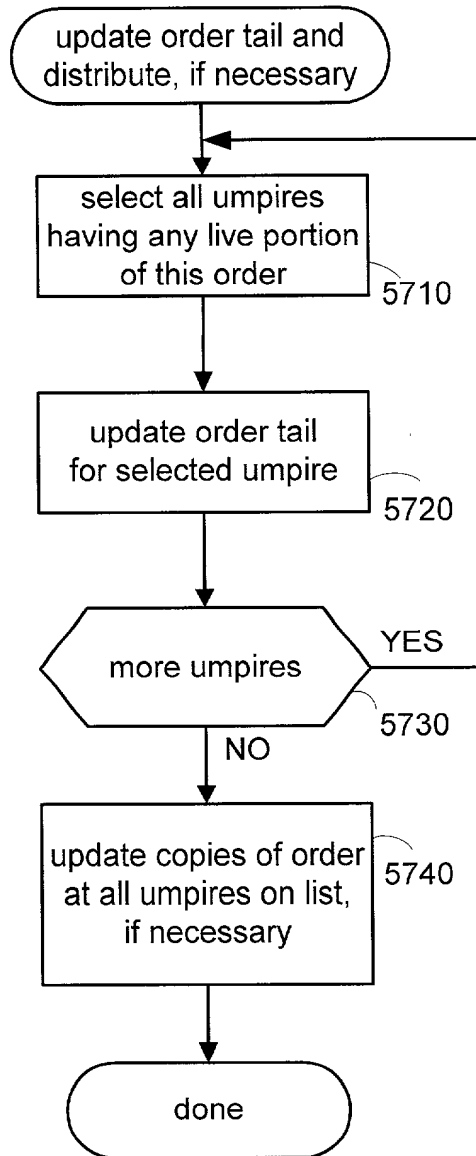 update order tail and
distribute, if necessary
select all umpires
having any live portion
of this order
5710
update order tail
for selected umpire
5720
more umpires
YES
5730
NO
update copies of order
at all umpires on list,
if necessary
5740
done